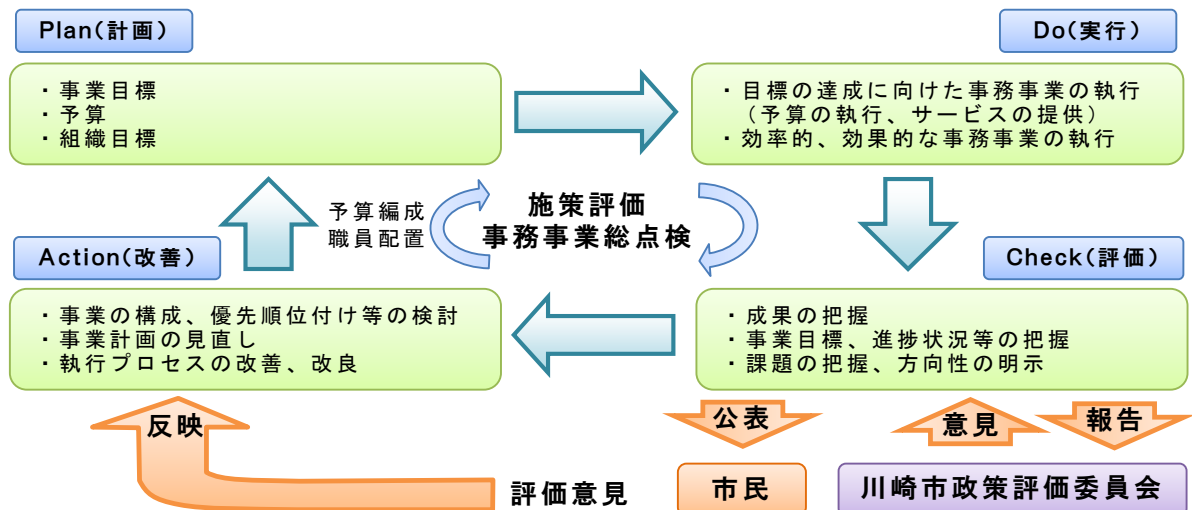 Plan(計画)
・事業目標
・予算
・組織目標
Do(実行)
・目標の達成に向けた事務事業の執行
（予算の執行、サービスの提供）
・効率的、効果的な事務事業の執行
予算編成
職員配置
施策評価
事務事業総点検
Action(改善)
・事業の構成、優先順位付け等の検討
・事業計画の見直し
・執行プロセスの改善、改良
Check(評価)
・成果の把握
・事業目標、進捗状況等の把握
・課題の把握、方向性の明示
反映
公表
意見
報告
評価意見
市民
川崎市政策評価委員会